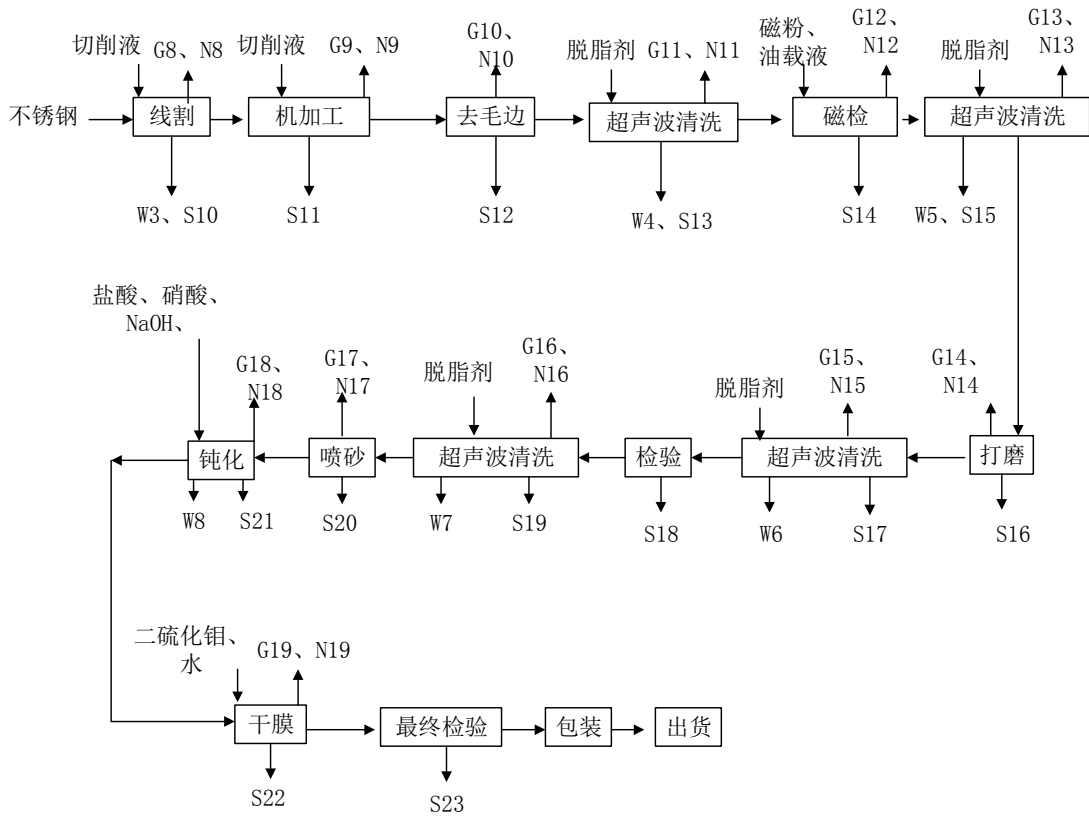 切削液
G8、N8
切削液
G9、N9
G10、
N10
脱脂剂
G11、N11
磁粉、
油载液
G12、
N12
脱脂剂
G13、
N13
不锈钢
线割
机加工
去毛边
超声波清洗
磁检
超声波清洗
W3、S10
S11
S12
W4、S13
S14
W5、S15
盐酸、硝酸、
NaOH、
G18、
N18
G17、
N17
脱脂剂
G16、
N16
脱脂剂
G15、
N15
G14、
N14
钝化
喷砂
超声波清洗
检验
超声波清洗
打磨
W8
S21
S20
W7
S19
S18
W6
S17
S16
二硫化钼、
水
G19、N19
干膜
最终检验
包装
出货
S22
S23